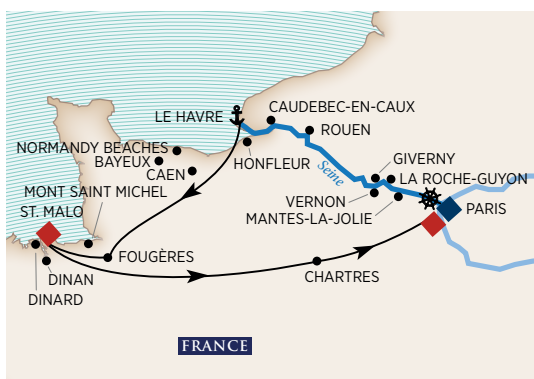 CAUDEBEC-EN-CAUX
LE HAVRE
ROUEN
NORMANDY BEACHES
HONFLEUR
Seine
GIVERNY
BAYEUX
CAEN
LA ROCHE-GUYON
MONT SAINT MICHEL
VERNON
PARIS
ST. MALO
MANTES-LA-JOLIE
FOUGÈRES
CHARTRES
DINAN
DINARD
FRANCE